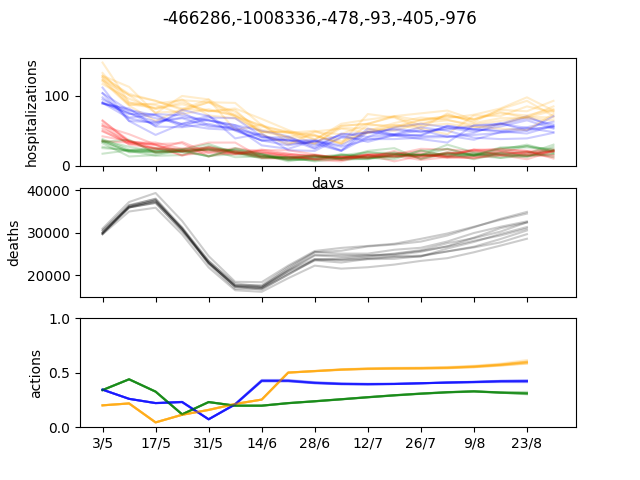 -466286,-1008336,-478,-93,-405,-976
hospitalizations
100
0
days
deaths
40000
30000
20000
actions
1.0
0.5
0.0
3/5 17/5 31/5 14/6 28/6 12/7 26/7 9/8 23/8